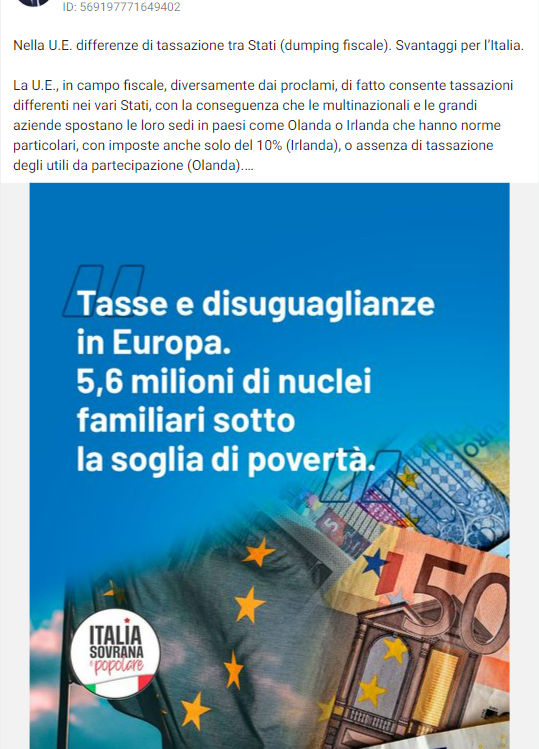 ID: 569197771649402
Nella U.E. differenze di tassazione tra Stati (dumping fiscale). Svantaggi per l'Italia.
La U.E., in campo fiscale, diversamente dai proclami, di fatto consente tassazioni
differenti nei vari Stati, con la conseguenza che le multinazionali e le grandi
aziende spostano le loro sedi in paesi come Olanda o Irlanda che hanno norme
particolari, con imposte anche solo del 10% (Irlanda), o assenza di tassazione
degli utili da partecipazione (Olanda)....
Tasse e disuguaglianze
in Europa.
5,6 milioni di nuclei
familiari sotto
la soglia di povertà.
EURO
5
50
ITALIA
SOVRANA
e popolare